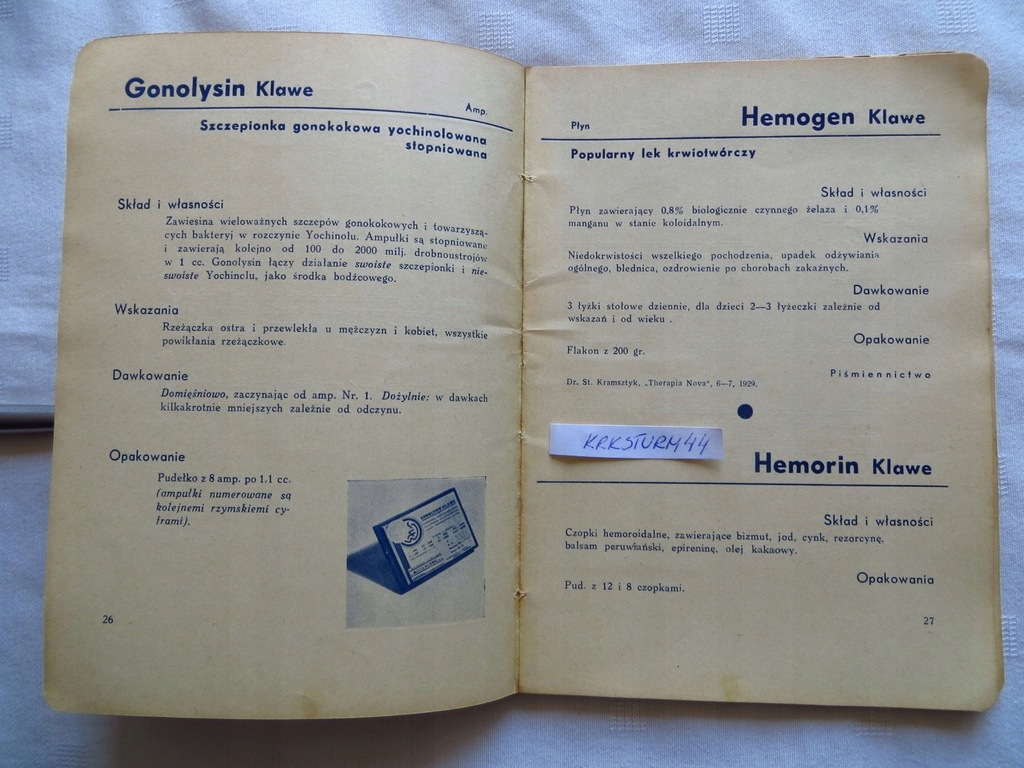 Gonolysin Klawe
Amp.
Szczepionka gonokokowa yochinolowana
stopniowana
Skład i własności
Zawiesina wieloważnych szczepów gonokokowych i towarzyszą-
cych bakteryj w rozczynie Yochinolu. Ampułki są stopniowane
i zawierają kolejno od 100 do 2000 milj. drobnoustrojów
w 1 cc. Gonolysin łączy działanie swoiste szczepionki i nie-
swoiste Yochinolu, jako środka bodźcowego.
Wskazania
Rzeżączka ostra i przewlekła u mężczyzn i kobiet, wszystkie
powikłania rzeżączkowe.
Dawkowanie
Domięśniowo, zaczynając od amp. Nr. 1. Dożylnie: w dawkach
kilkakrotnie mniejszych zależnie od odczynu.
Opakowanie
Pudełko z 8 amp. po 1.1 cc.
(ampułki numerowane są
kolejnemi rzymskiemi cy-
frami).
26
Płyn
Hemogen Klawe
Popularny lek krwiotwórczy
Skład i własności
Płyn zawierający 0,8% biologicznie czynnego żelaza i 0,1%
manganu w stanie koloidalnym.
Wskazania
Niedokrwistości wszelkiego pochodzenia, upadek odżywiania
ogólnego, blednica, ozdrowienie po chorobach zakaźnych.
Dawkowanie
3 łyżki stołowe dziennie, dla dzieci 2—3 łyżeczki zależnie od
wskazań i od wieku .
Opakowanie
Flakon z 200 gr.
Piśmiennictwo
Dr. St. Kramsztyk, „Therapia Nova", 6—7, 1929.
KRKSTURM44
Hemorin Klawe
Skład i własności
Czopki hemoroidalne, zawierające bizmut, jod, cynk, rezorcynę,
balsam peruwiański, epireninę, olej kakaowy.
Opakowania
Pud. z 12 i 8 czopkami.
27